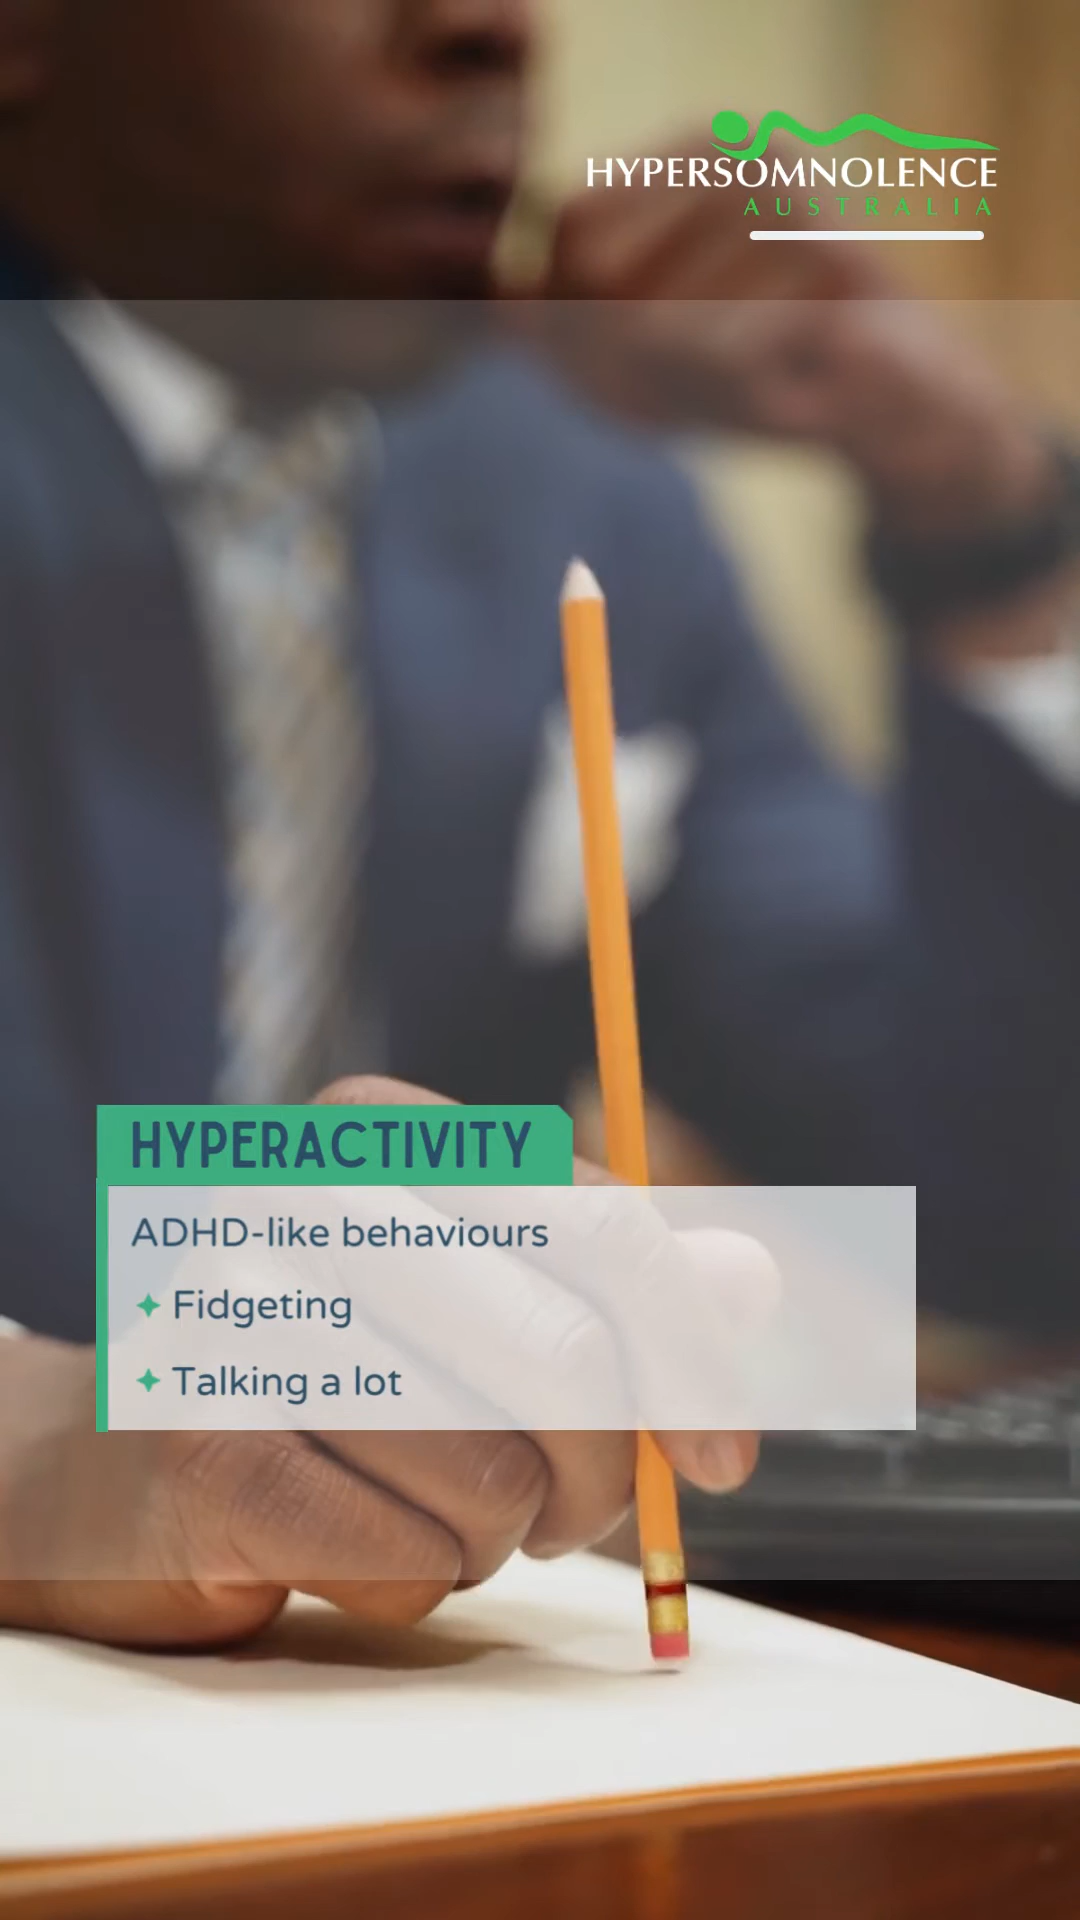 HYPERSOMNOLENCE
AUSTRALIA
HYPERACTIVITY
ADHD-like behaviours
Fidgeting
Talking a lot